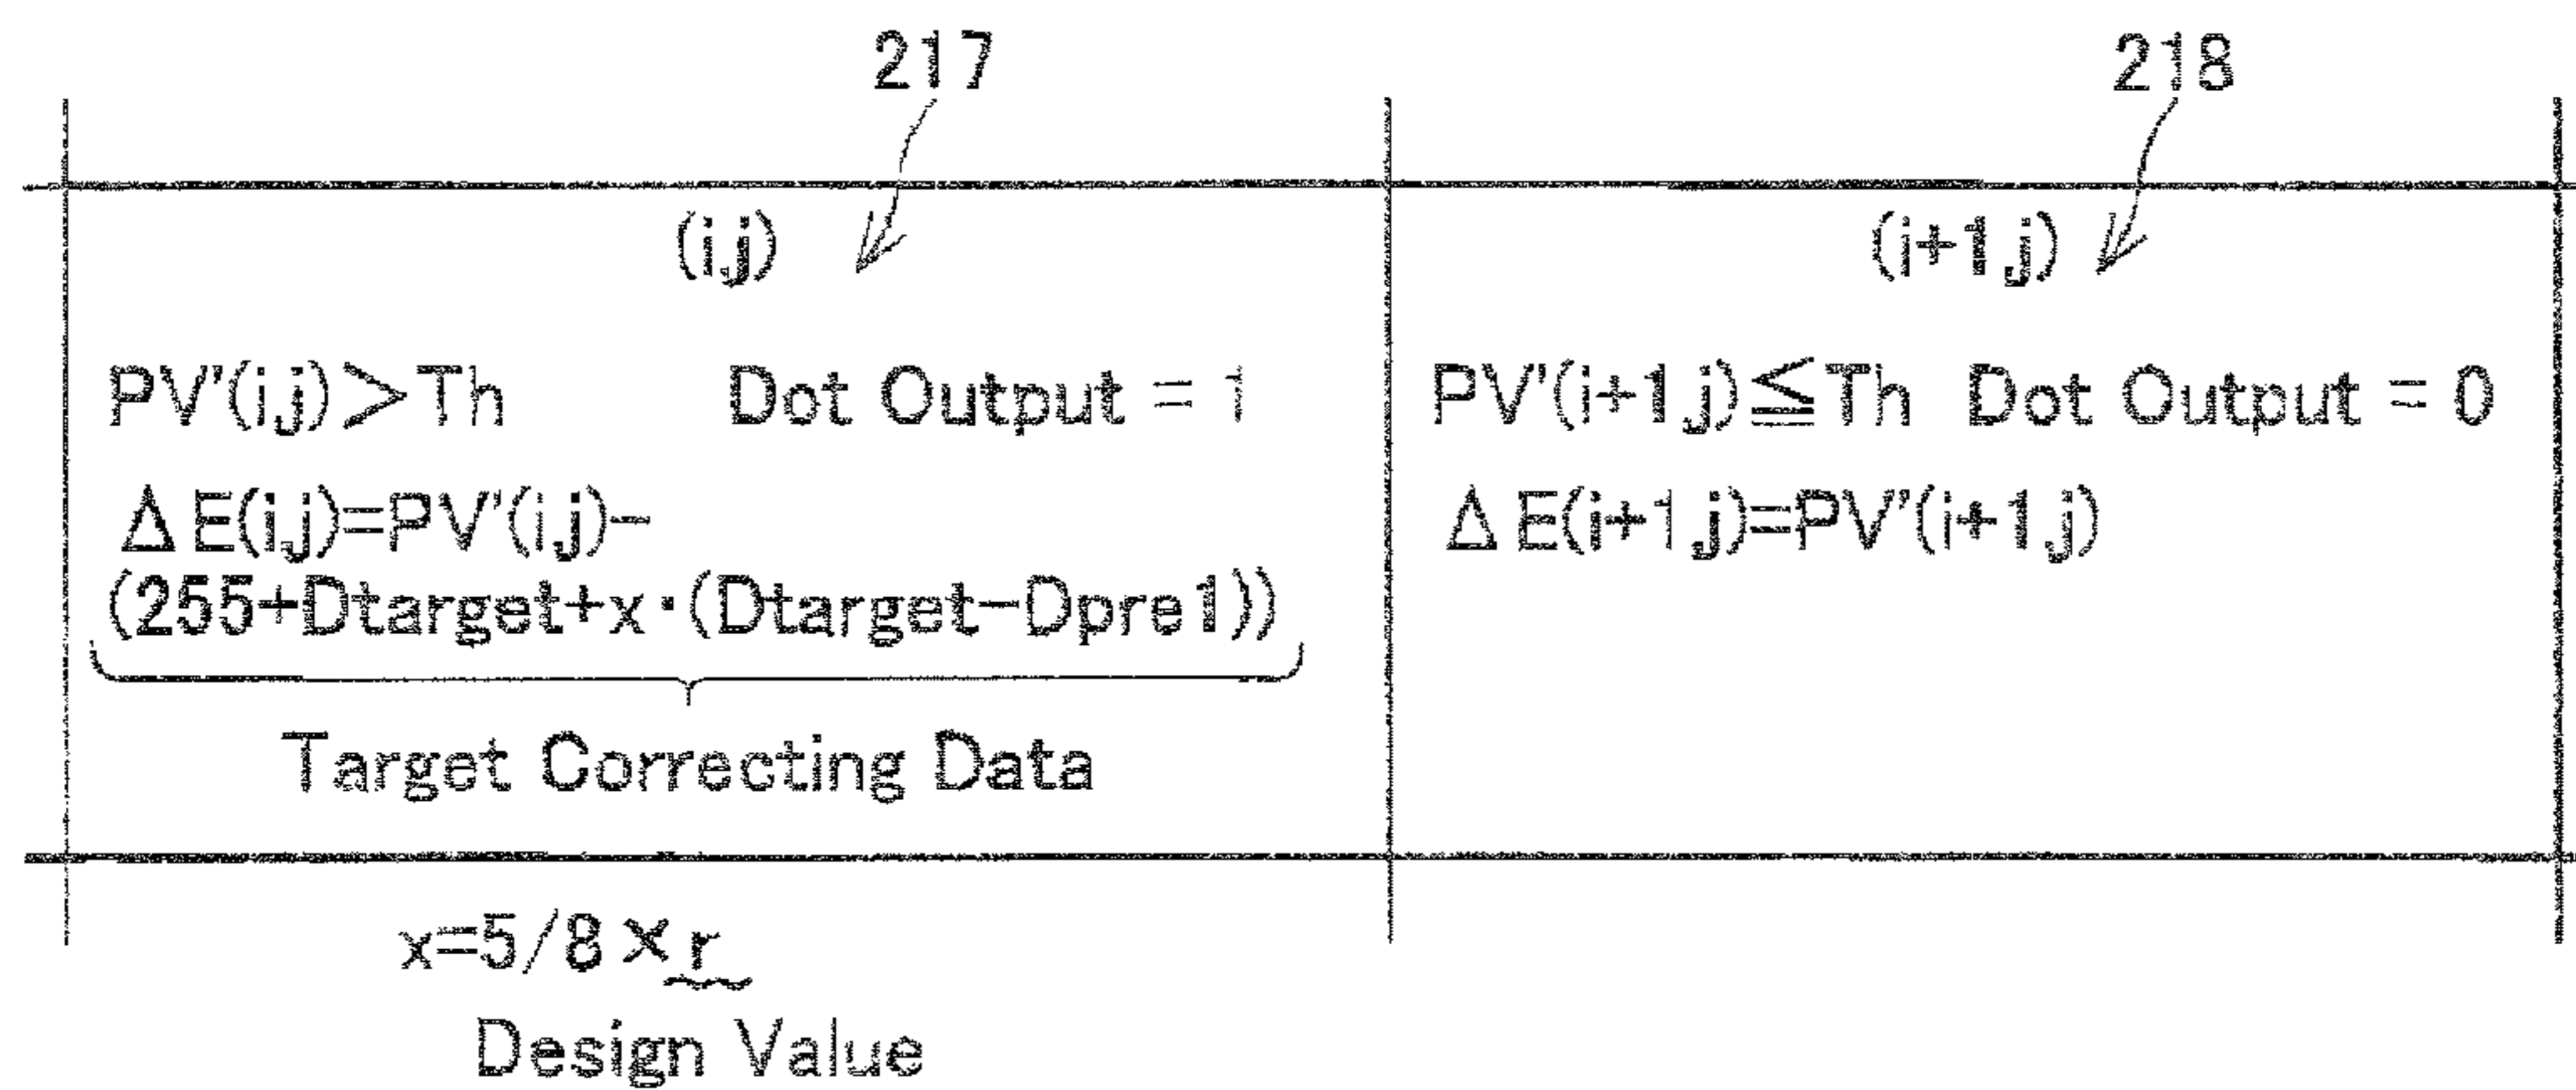 217
218
(i,j)
(i+1,j)
PV'(i,j)>Th Dot Output = 1
ΔE(i,j)=PV'(i,j)-
(255+Dtarget+x·(Dtarget-Dpre1))
Target Correcting Data
PV'(i+1,j)≦Th Dot Output = 0
ΔE(i+1,j)=PV'(i+1,j)
x=5/8×r
Design Value